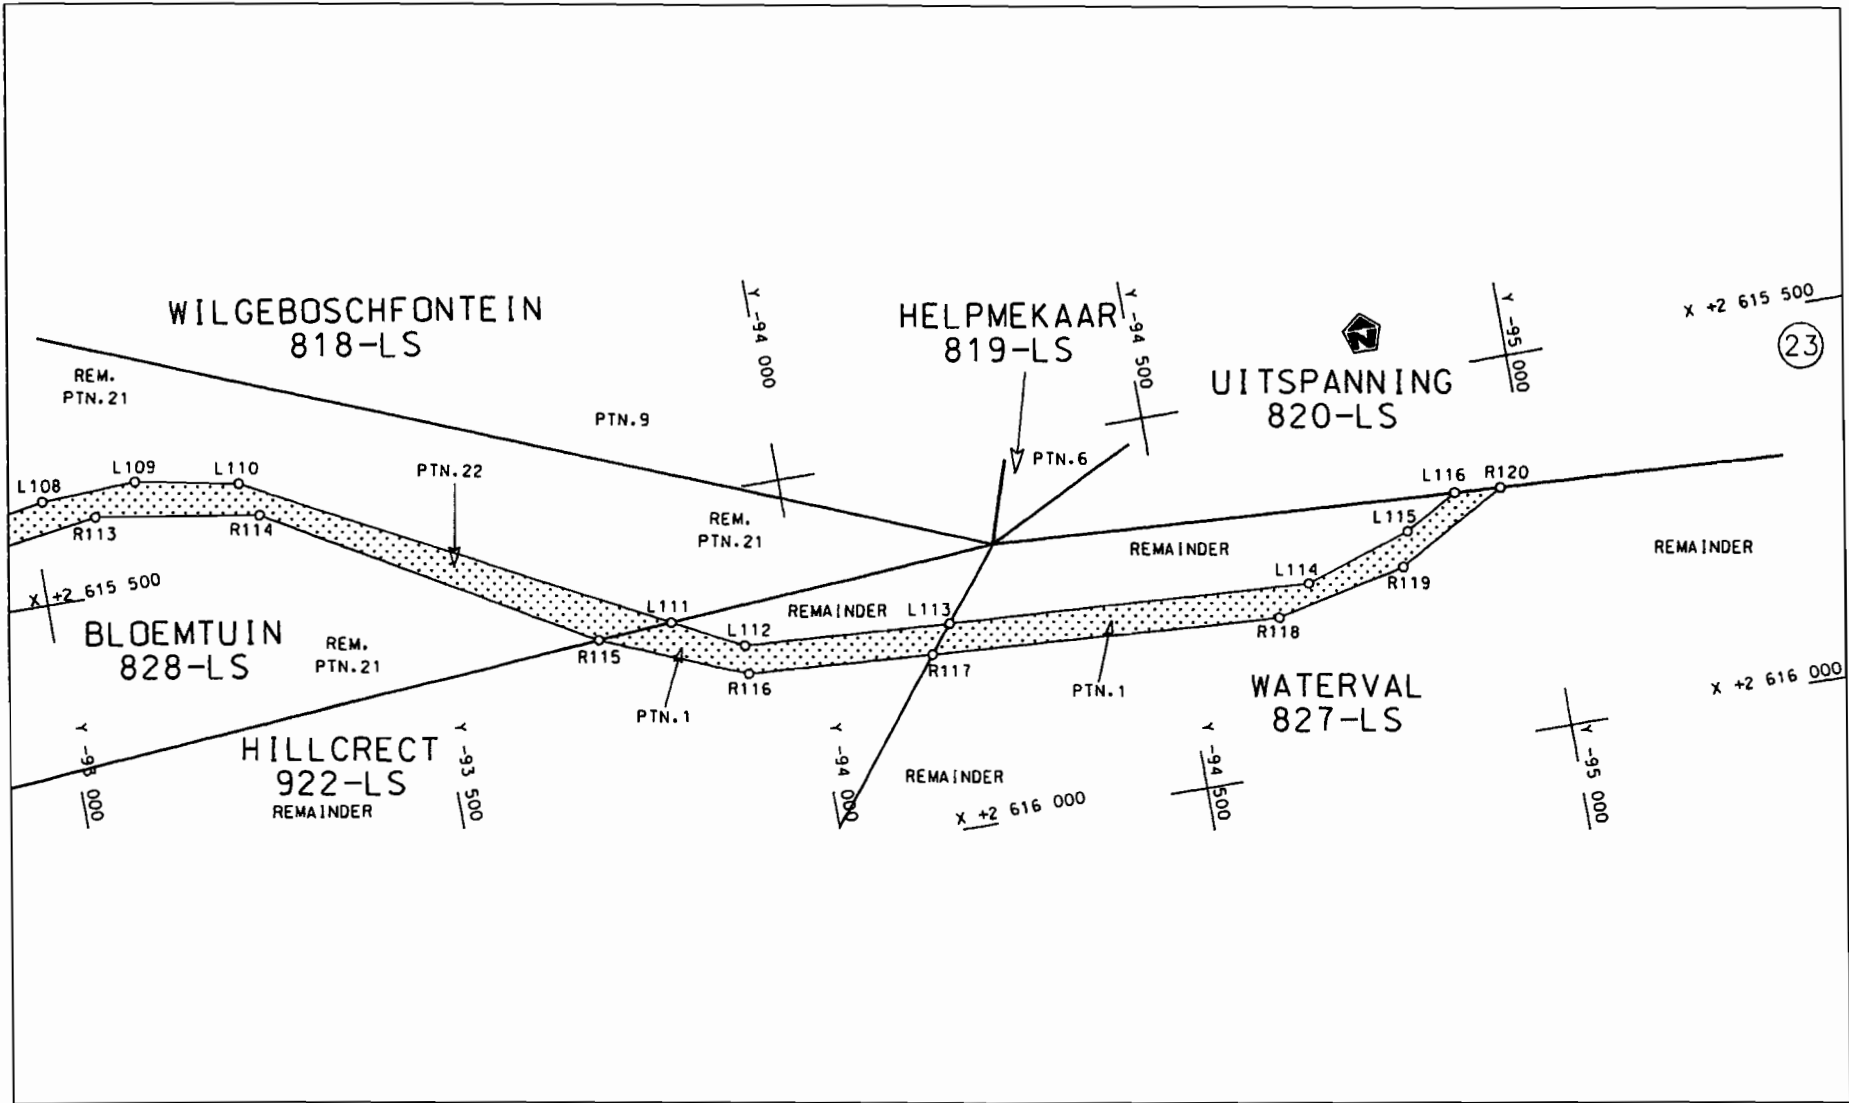 WILGEBOSCHFONTEIN
818-LS
Y -94 000
HELPMEKAAR
819-LS
Y -94 500
N
UITSPANNING
820-LS
Y -95 000
X +2 615 500
23
REM.
PTN.21
PTN.9
PTN.6
L108
L109
L110
PTN.22
R113
R114
REM.
PTN.21
L116
R120
L115
REMAINDER
REMAINDER
L114
R119
X +2 615 500
BLOEMTUIN
828-LS
REM.
PTN.21
L111
REMAINDER
L113
L112
R115
R116
R117
R118
PTN.1
PTN.1
WATERVAL
827-LS
X +2 616 000
Y -93 000
HILLCRECT
922-LS
REMAINDER
Y -93 500
Y -94 000
REMAINDER
X +2 616 000
Y -94 500
Y -95 000